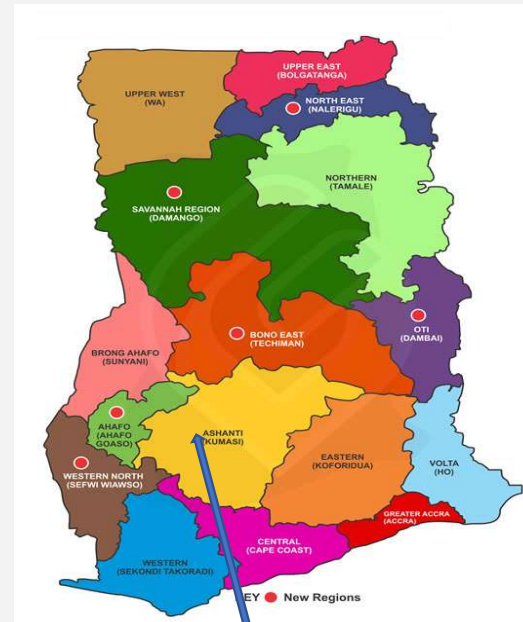 UPPER EAST
(BOLGATANGA)
UPPER WEST
(WA)
NORTH EAST
(NALERIGU)
NORTHERN
(TAMALE)
SAVANNAH REGION
(DAMANGO)
OTI
(DAMBAI)
BONO EAST
(TECHIMAN)
BRONG AHAFO
(SUNYANI)
AHAFO
(AHAFO
GOASO)
ASHANTI
(KUMASI)
EASTERN
(KOFORIDUA)
VOLTA
(HO)
WESTERN NORTH
(SEFWI WIAWSO)
GREATER ACCRA
(ACCRA)
CENTRAL
(CAPE COAST)
WESTERN
(SEKONDI TAKORADI)
EY New Regions